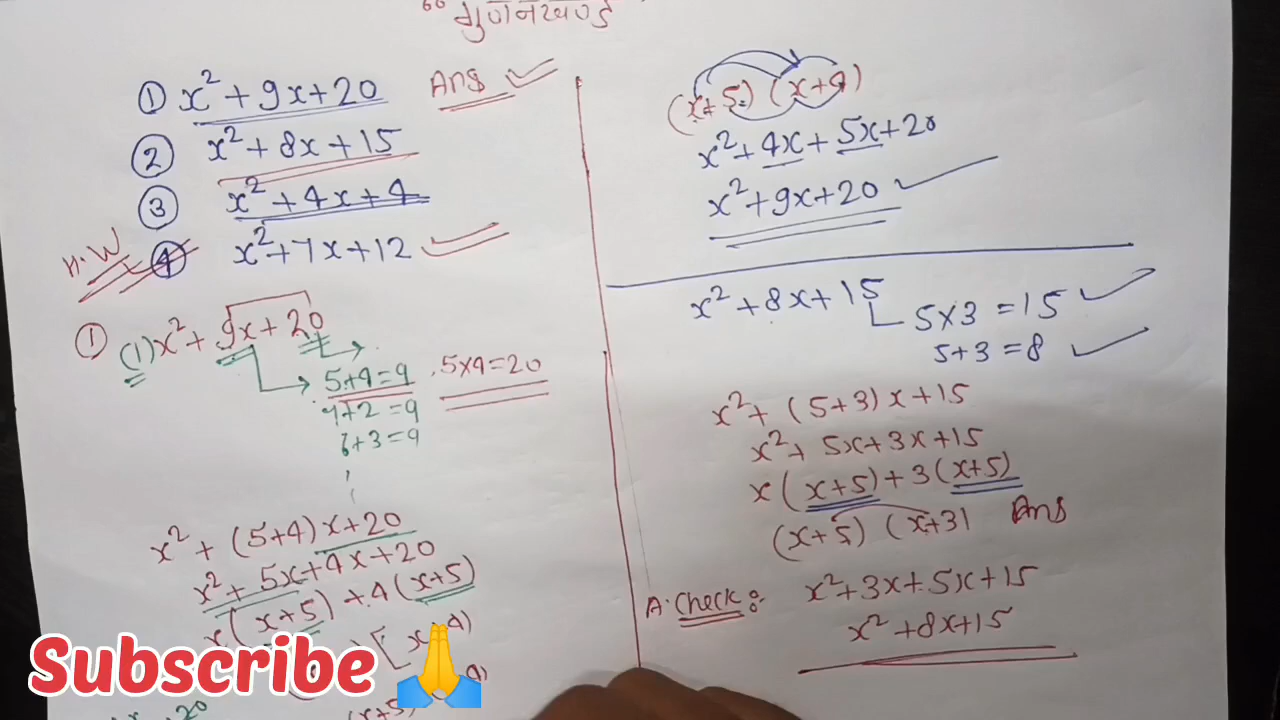 गुणनखण्ड
① x² + 9x + 20 Ans
② x² + 8x + 15
③ x² + 4x + 4
H.W ④ x² + 7x + 12
① (1)x² + 9x + 20
5+4=9 5×4=20
7+2=9
6+3=9
x² + (5+4)x+20
x² + 5x+4x+20
x(x+5) + 4(x+5)
(x+5) (x+4)
x² + 4x + 5x + 20
x² + 9x + 20
x² + 8x + 15
5×3 = 15
5+3 = 8
x² + (5+3)x + 15
x² + 5x + 3x + 15
x(x+5) + 3(x+5)
(x+5) (x+3) Ans
A. Check: x² + 3x + 5x + 15
x² + 8x + 15
Subscribe